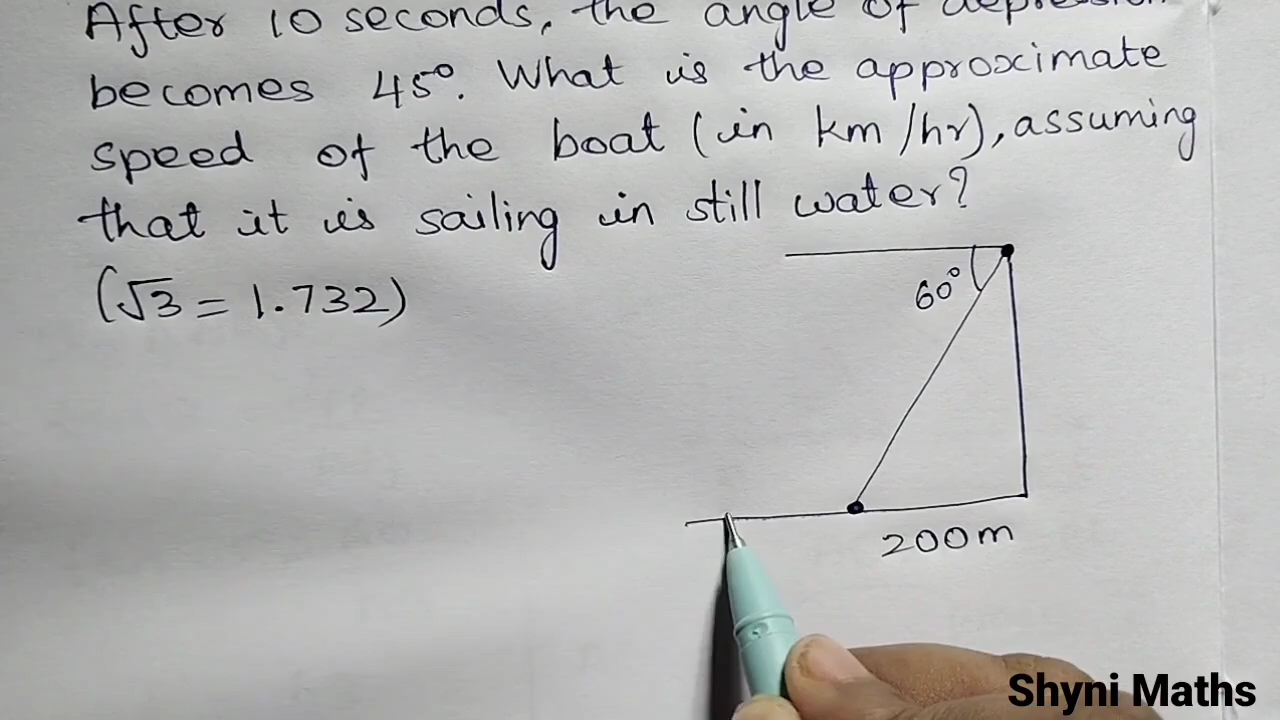 After 10 seconds, the angle of depression
becomes 45°. What is the approximate
speed of the boat (in km/hr), assuming
that it is sailing in still water?
(√3 = 1.732)
60°
200m
Shyni Maths